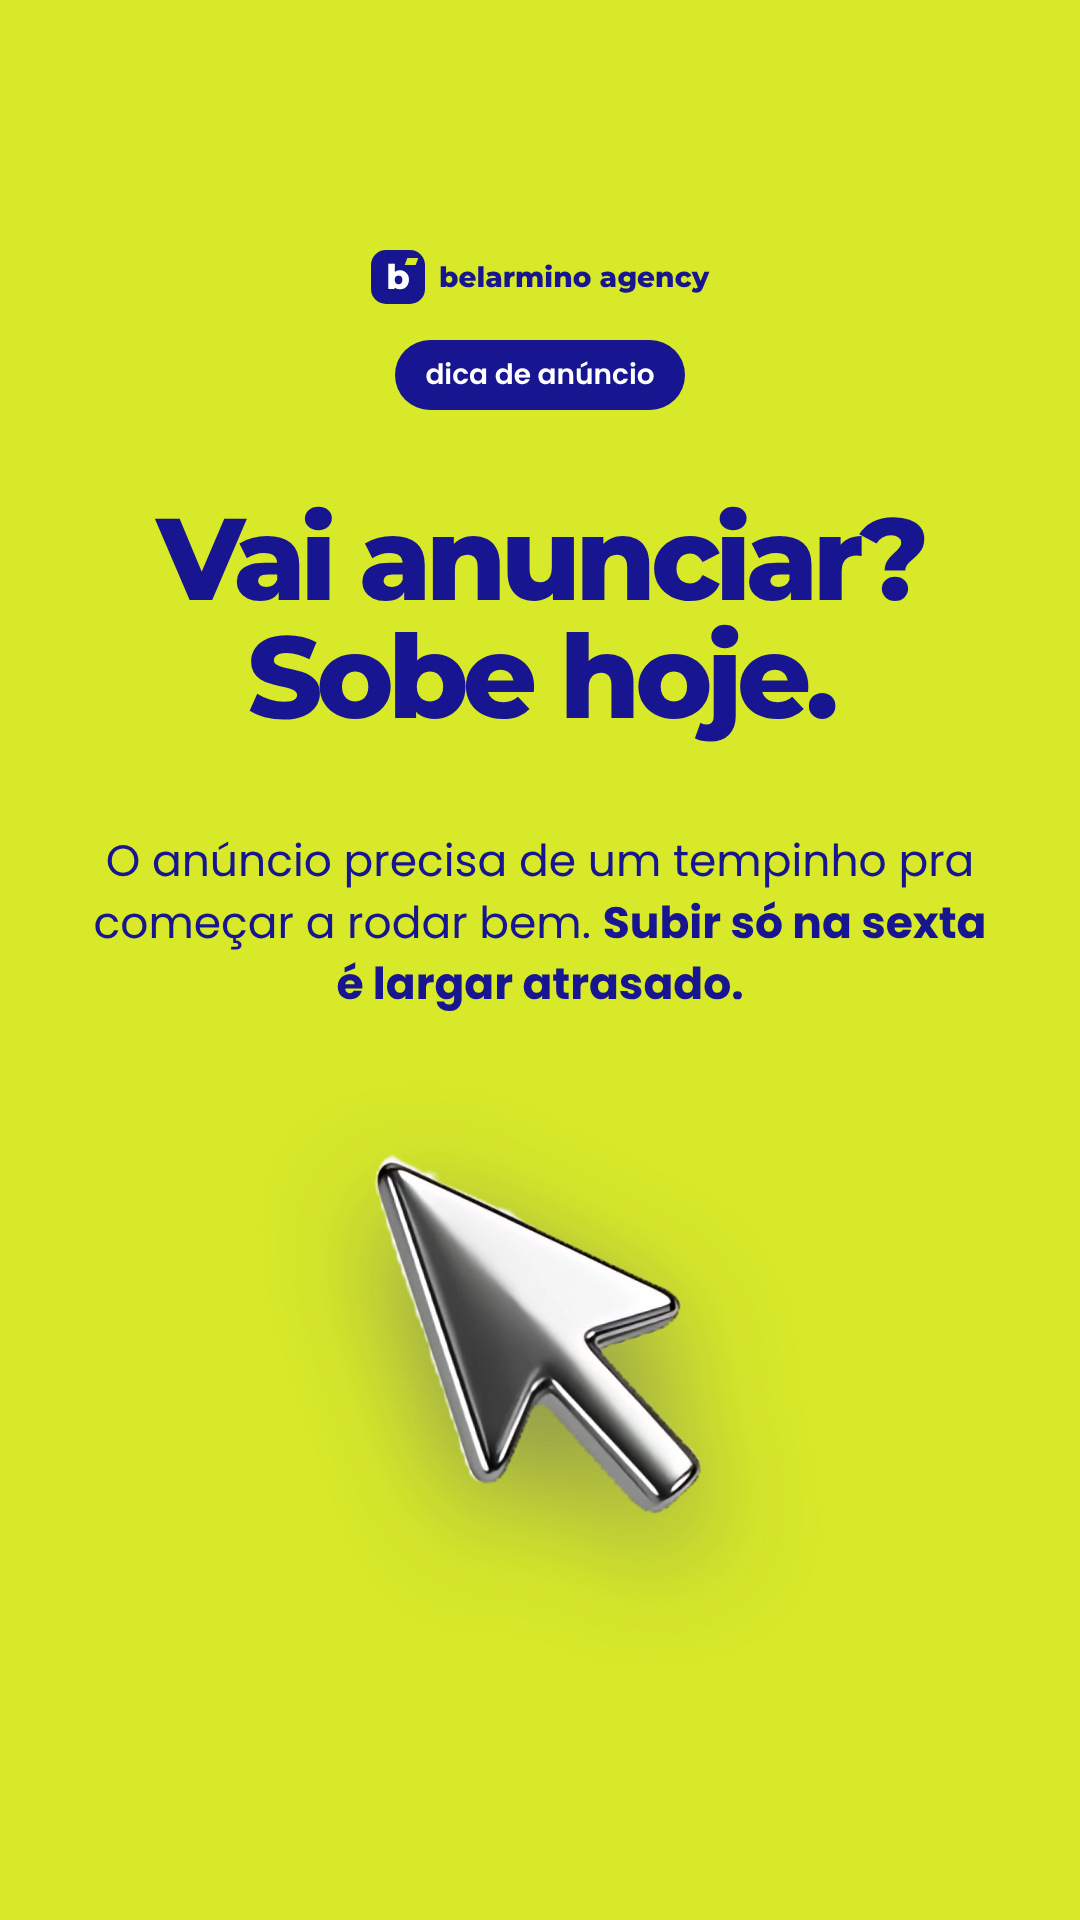 b
belarmino agency
dica de anúncio
Vai anunciar?
Sobe hoje.
O anúncio precisa de um tempinho pra
começar a rodar bem. Subir só na sexta
é largar atrasado.